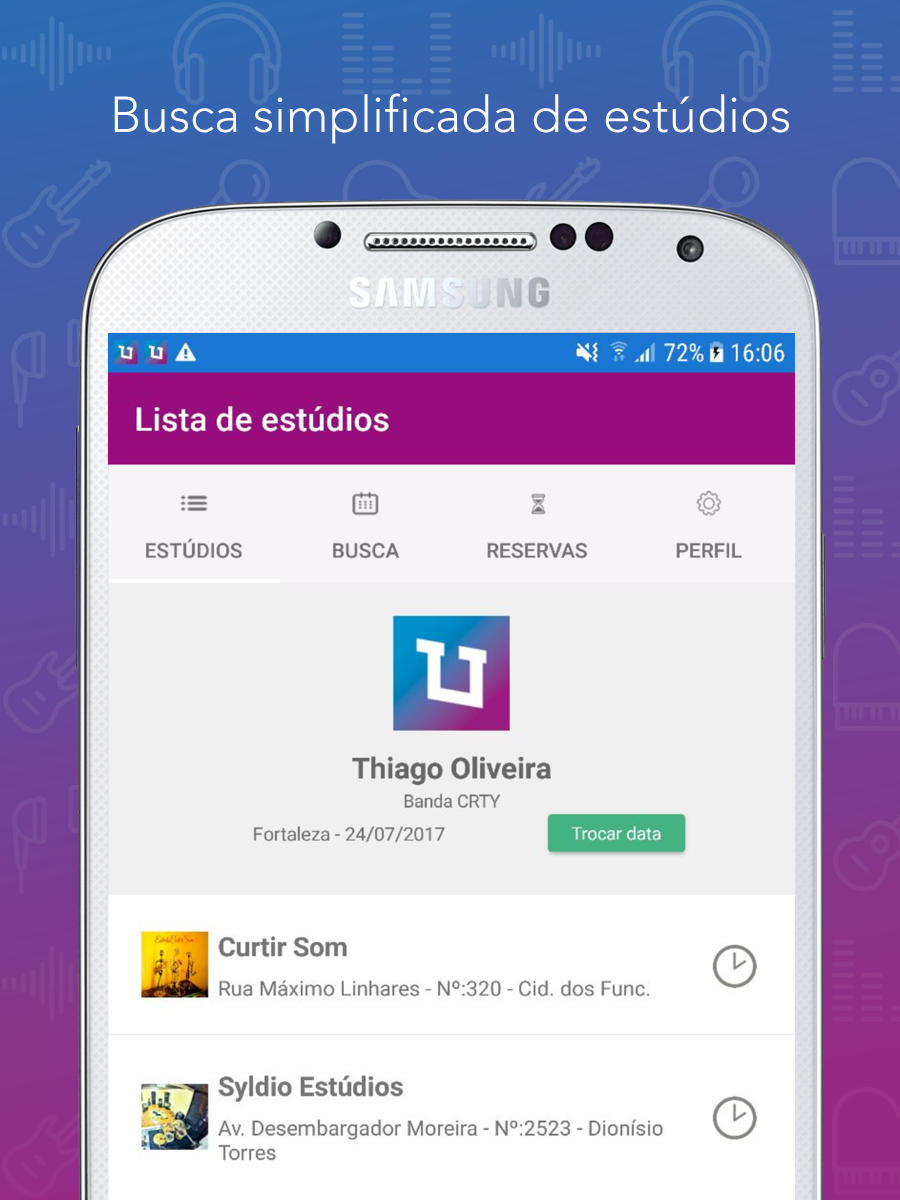 Busca simplificada de estúdios
SAMSUNG
72% 16:06
Lista de estúdios
ESTÚDIOS BUSCA RESERVAS PERFIL
Thiago Oliveira
Banda CRTY
Fortaleza - 24/07/2017 Trocar data
Curtir Som
Rua Máximo Linhares - Nº:320 - Cid. dos Func.
Syldio Estúdios
Av. Desembargador Moreira - Nº:2523 - Dionísio
Torres